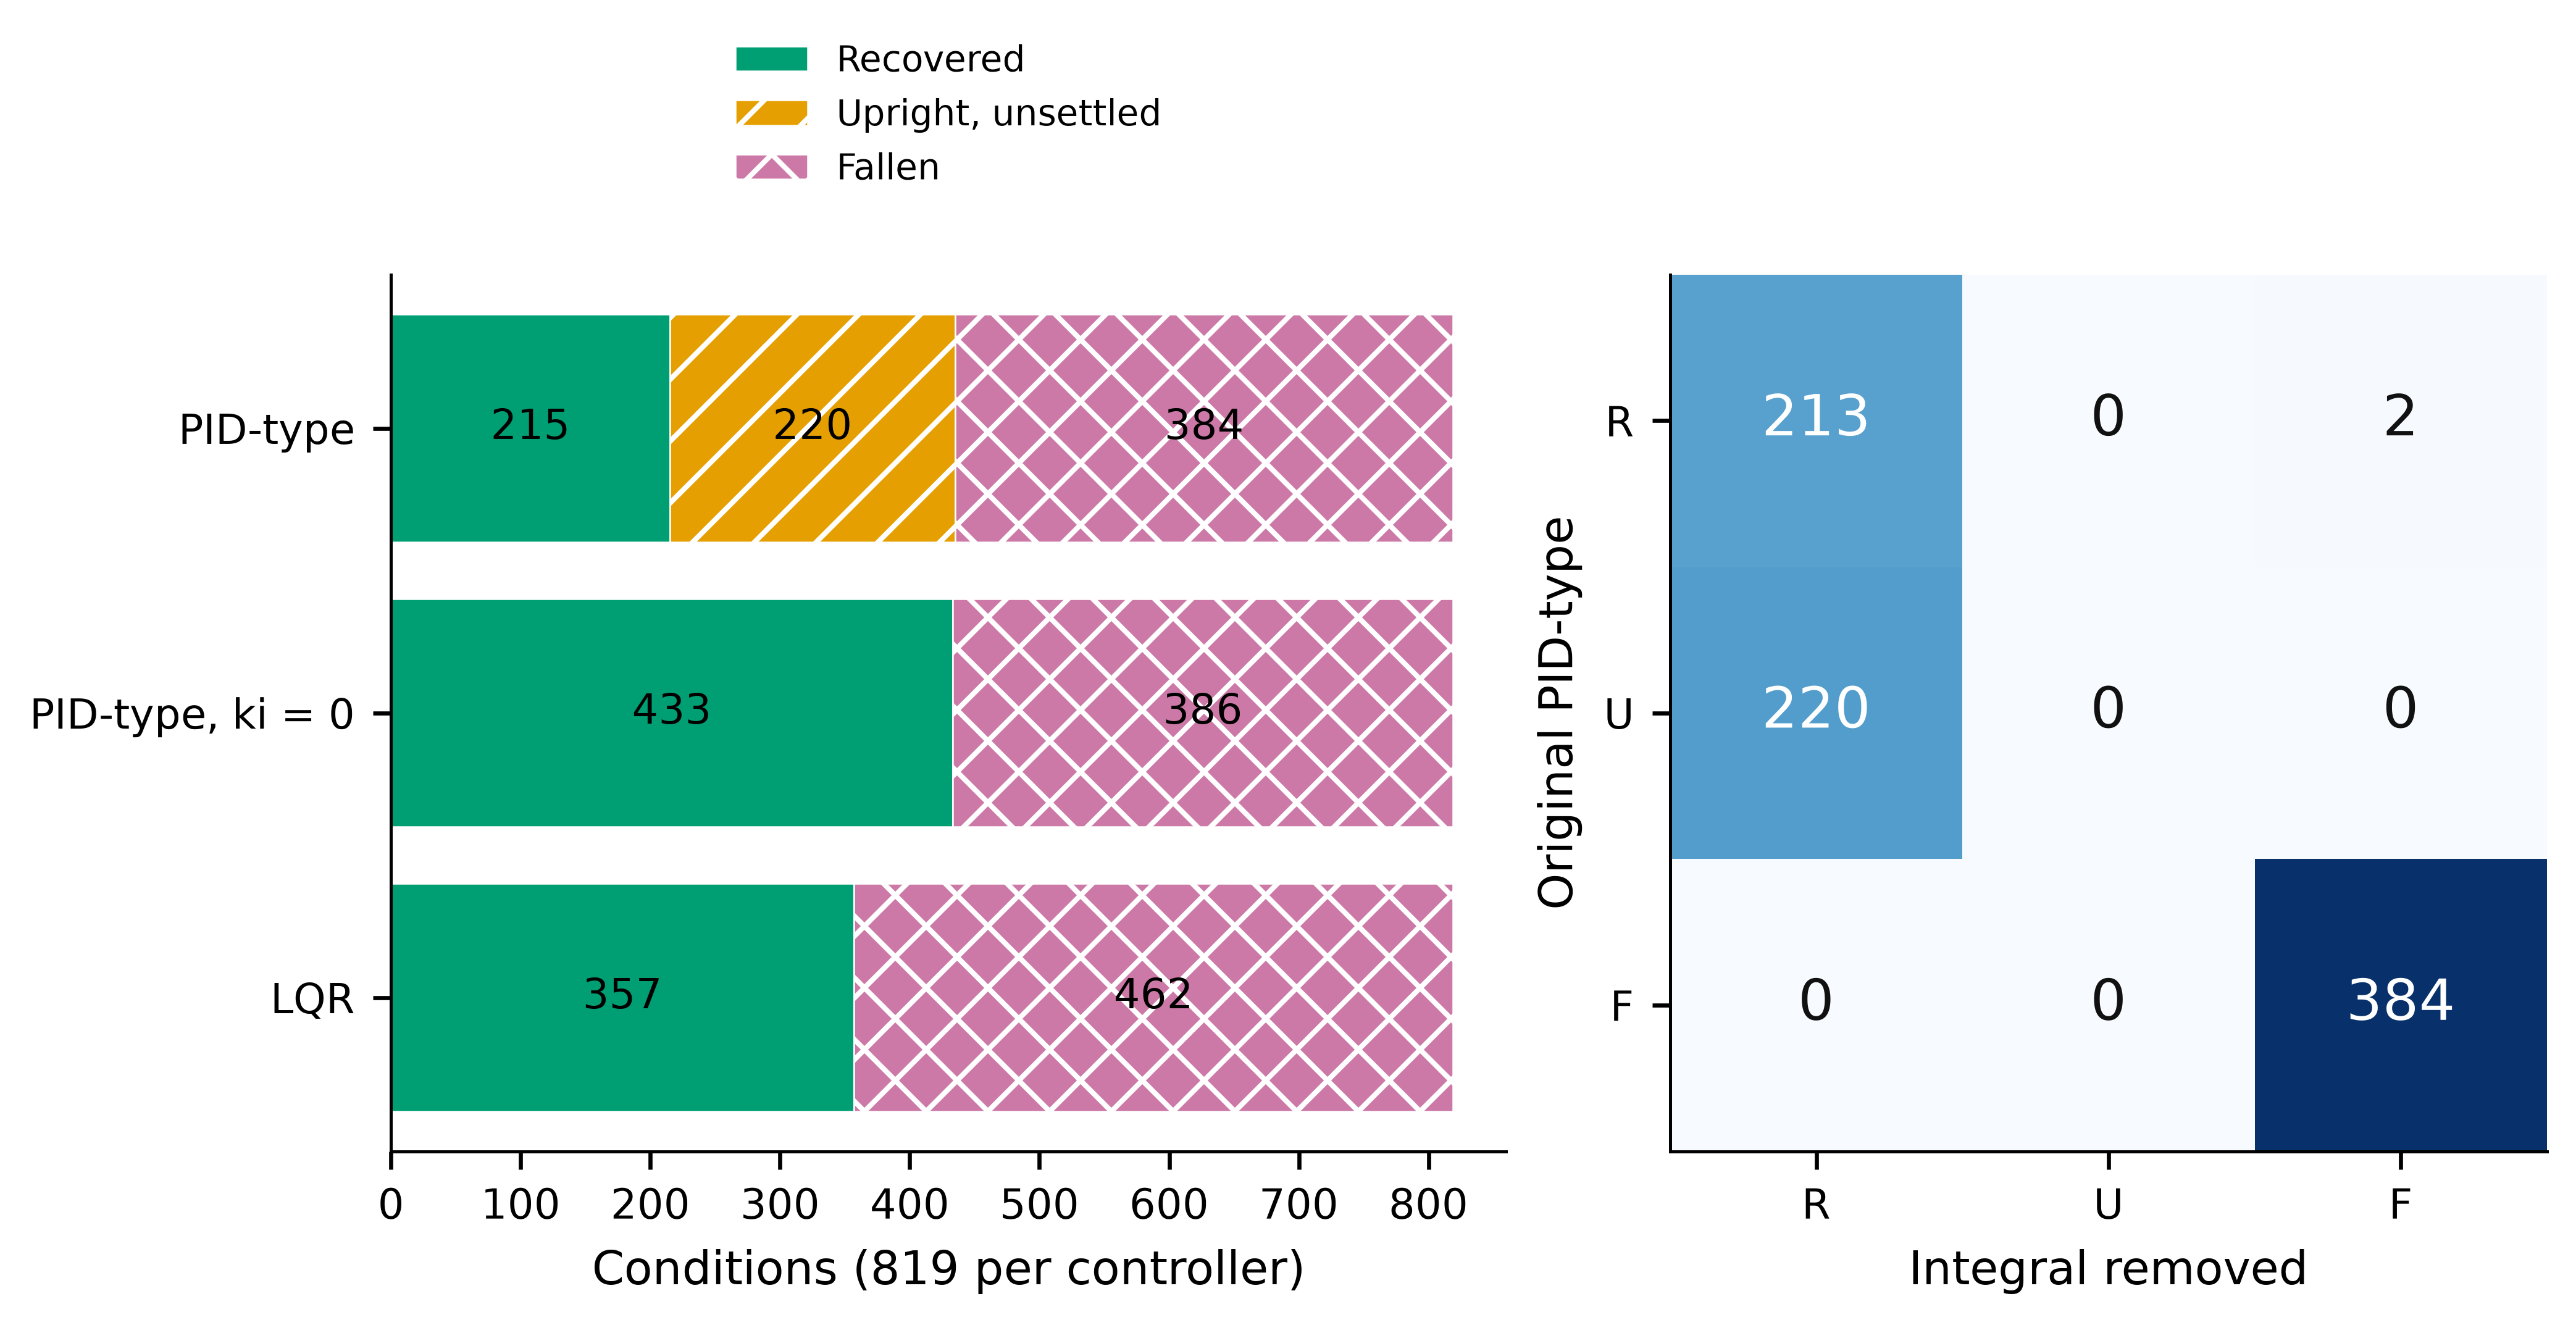 Recovered
Upright, unsettled
Fallen
PID-type
215
220
384
PID-type, ki = 0
433
386
LQR
357
462
0 100 200 300 400 500 600 700 800
Conditions (819 per controller)
Original PID-type
R
213 0 2
U
220 0 0
F
0 0 384
R U F
Integral removed